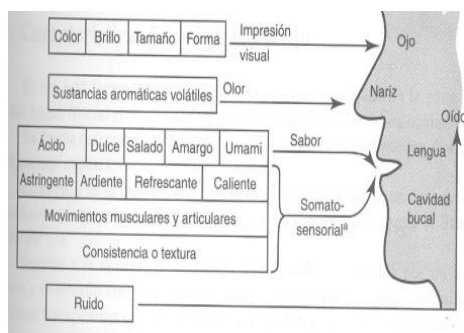 Color Brillo Tamaño Forma
Impresión
visual
Ojo
Sustancias aromáticas volátiles
Olor
Nariz
Oído
Ácido Dulce Salado Amargo Umami
Sabor
Lengua
Astringente Ardiente Refrescante Caliente
Movimientos musculares y articulares
Consistencia o textura
Somato-
sensorialª
Cavidad
bucal
Ruido